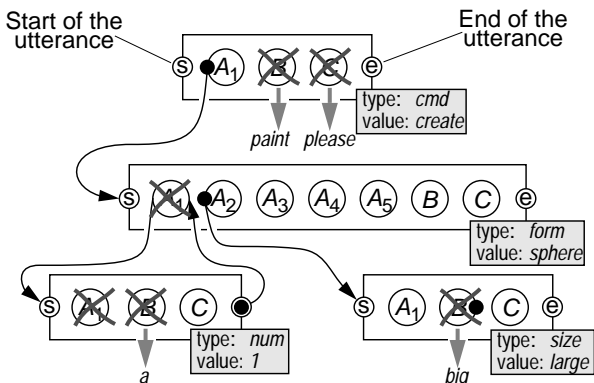 Start of the
utterance
End of the
utterance
s A1 B C e
type: cmd
value: create
paint please
s A1 A2 A3 A4 A5 B C e
type: form
value: sphere
s A1 B C
type: num
value: 1
a
s A1 B C e
type: size
value: large
big